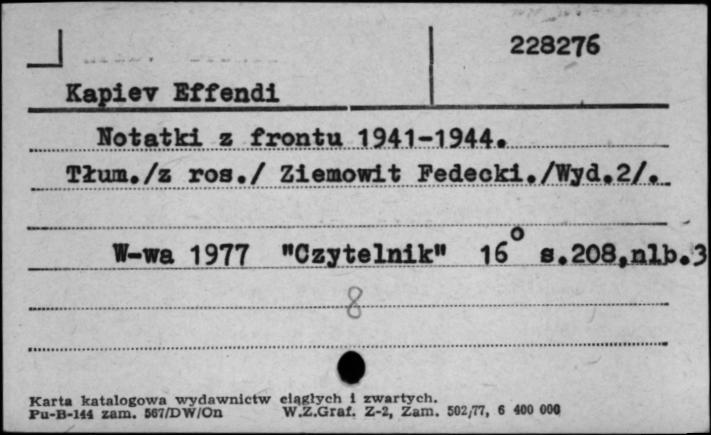 228276
Kapiev Effendi
Notatki z frontu 1941-1944.
Tłum./z ros./ Ziemowit Fedecki./Wyd.2/.
W-wa 1977 "Czytelnik" 16° s.208,nlb.3
8
Karta katalogowa wydawnictw ciągłych i zwartych.
Pu-B-144 zam. 567/DW/On W.Z.Graf. Z-2, Zam. 502/77, 6 400 000